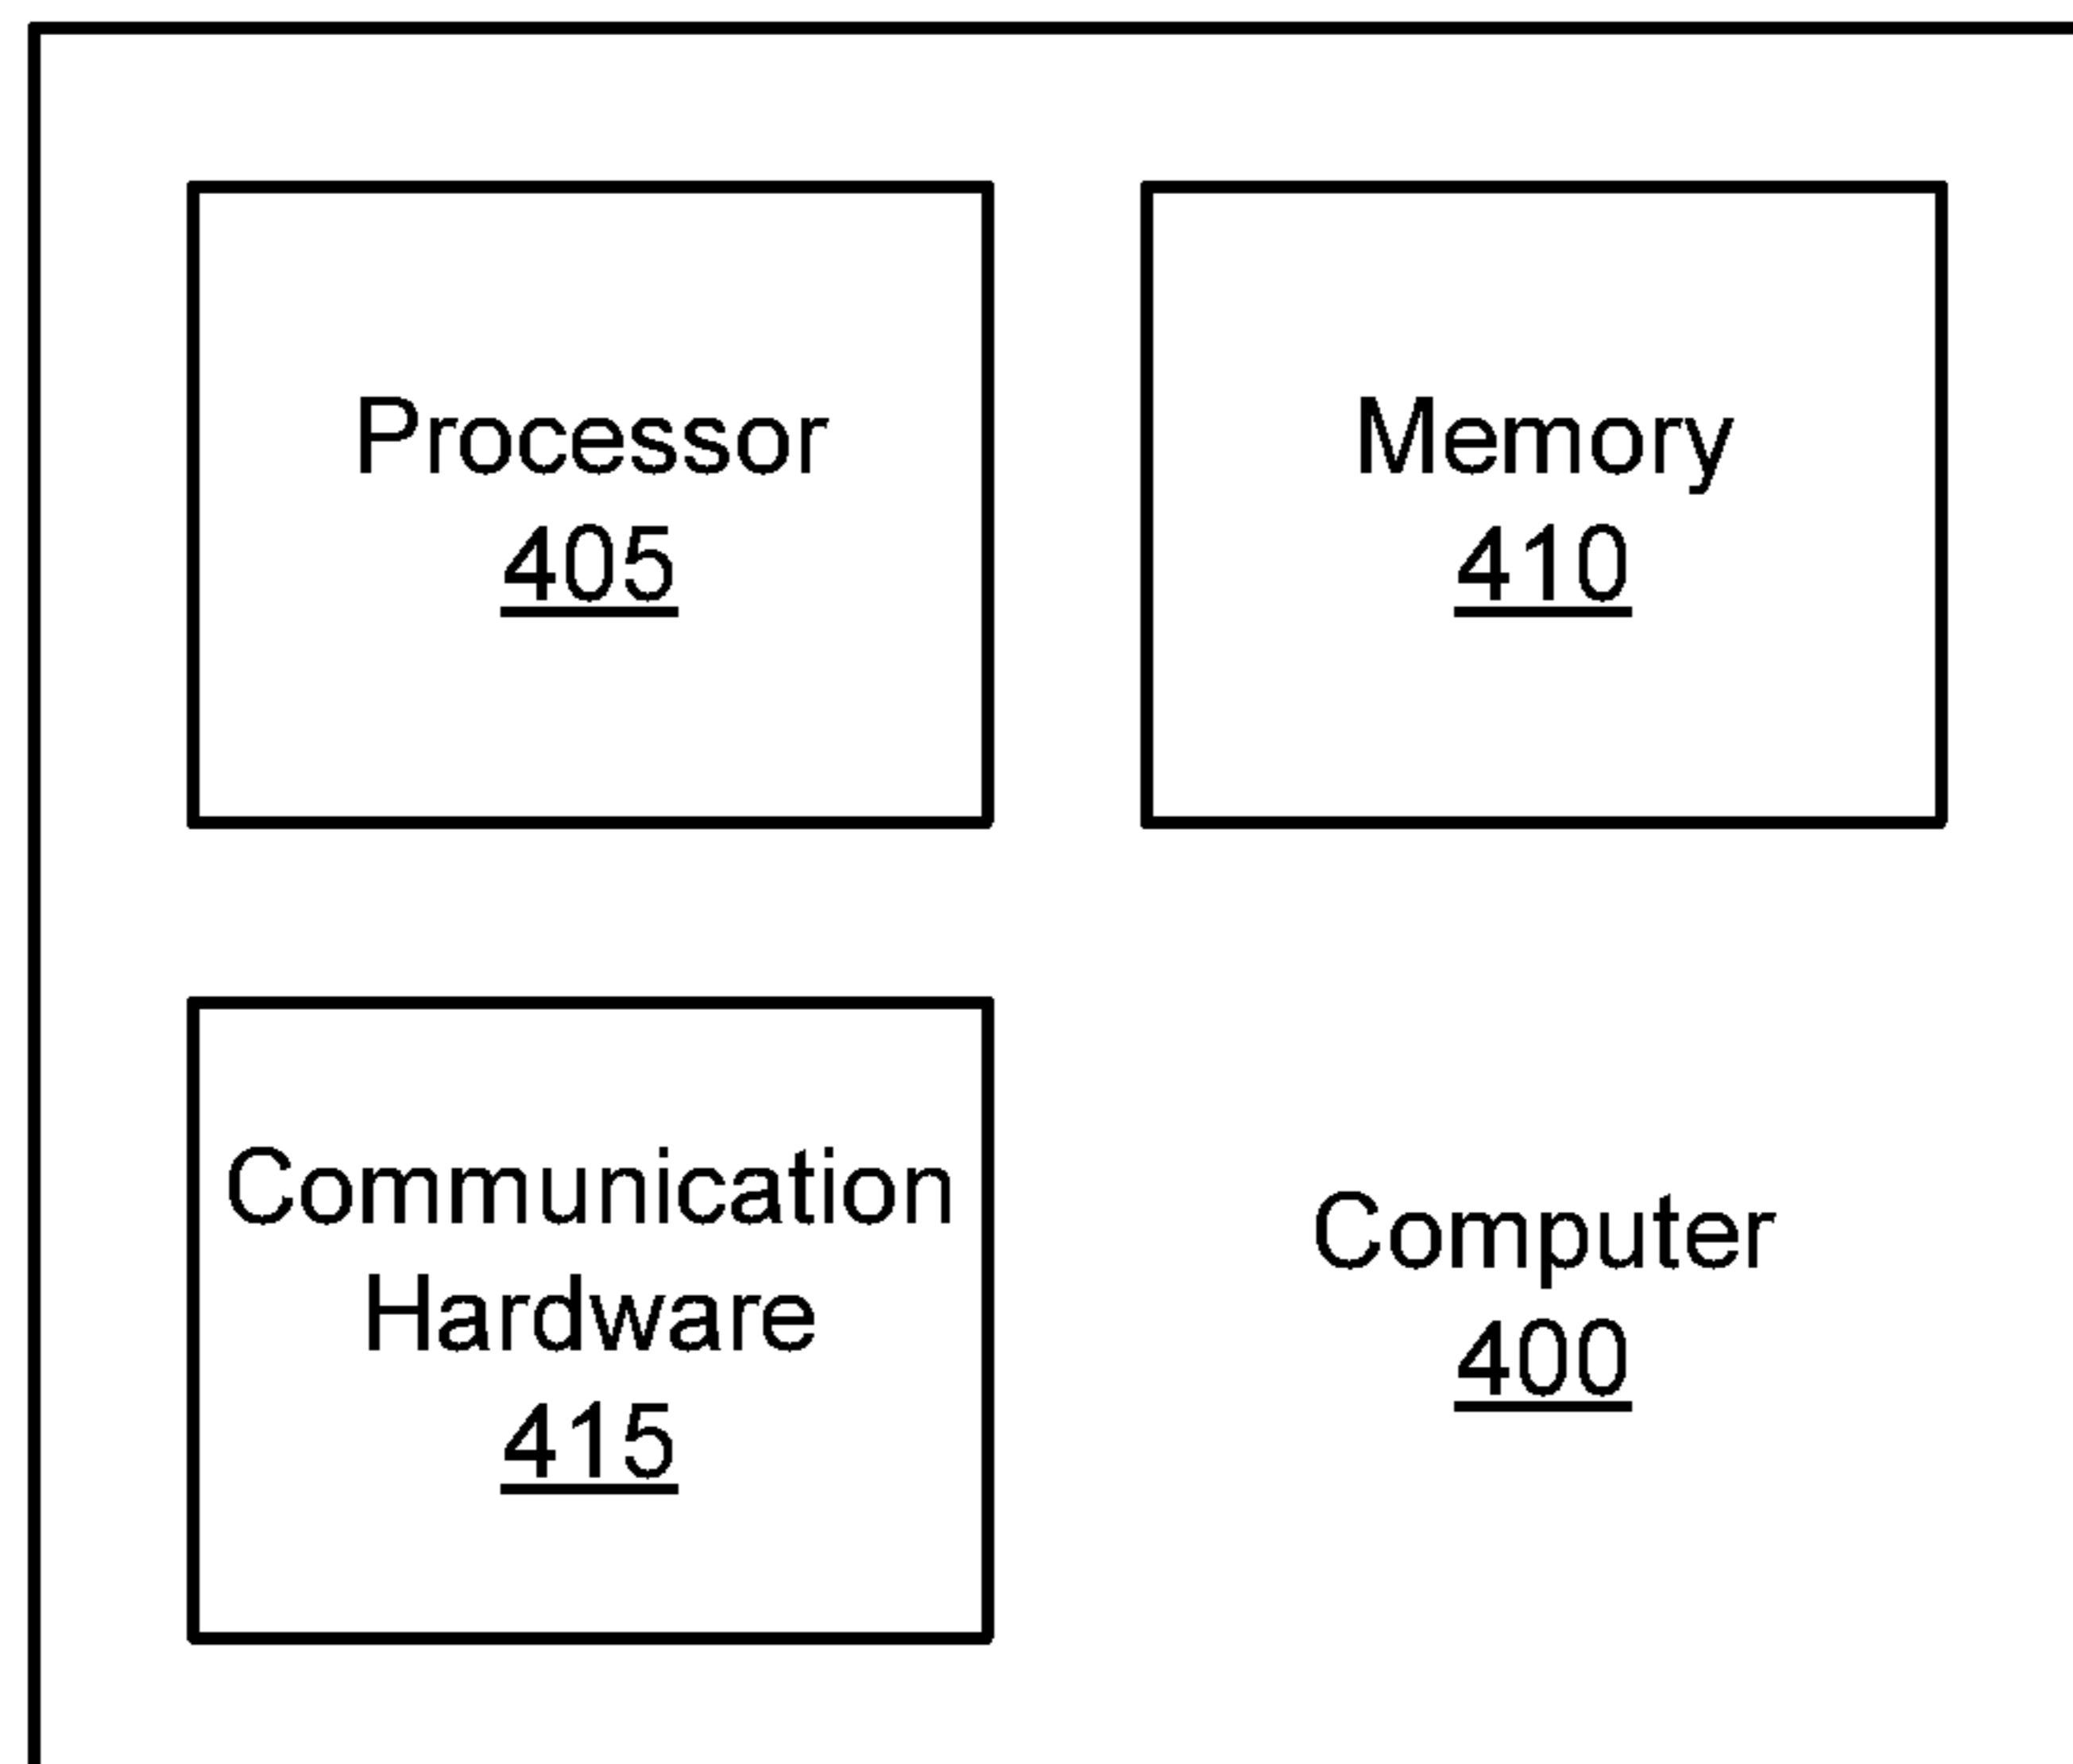 Processor
405
Memory
410
Communication
Hardware
415
Computer
400